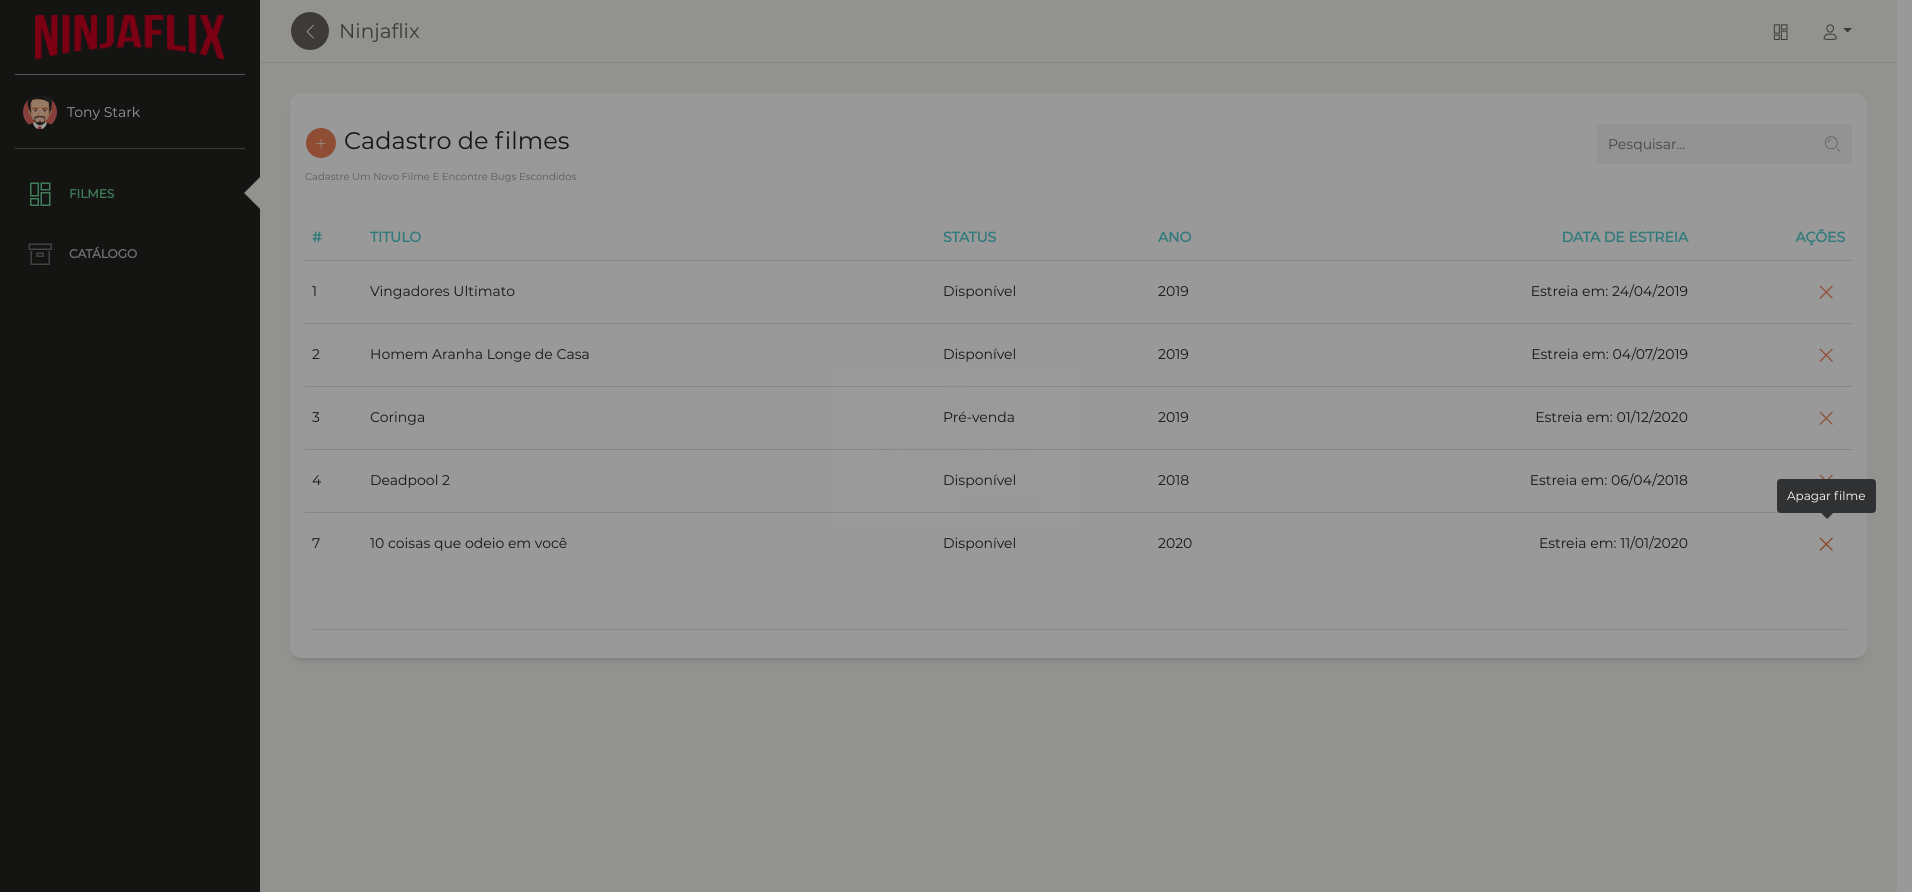 NINJAFLIX
Ninjaflix
Tony Stark
FILMES
CATÁLOGO
Cadastro de filmes
Pesquisar...
Cadastre Um Novo Filme E Encontre Bugs Escondidos
# TITULO STATUS ANO DATA DE ESTREIA AÇÕES
1 Vingadores Ultimato Disponível 2019 Estreia em: 24/04/2019
2 Homem Aranha Longe de Casa Disponível 2019 Estreia em: 04/07/2019
3 Coringa Pré-venda 2019 Estreia em: 01/12/2020
4 Deadpool 2 Disponível 2018 Estreia em: 06/04/2018
Apagar filme
7 10 coisas que odeio em você Disponível 2020 Estreia em: 11/01/2020